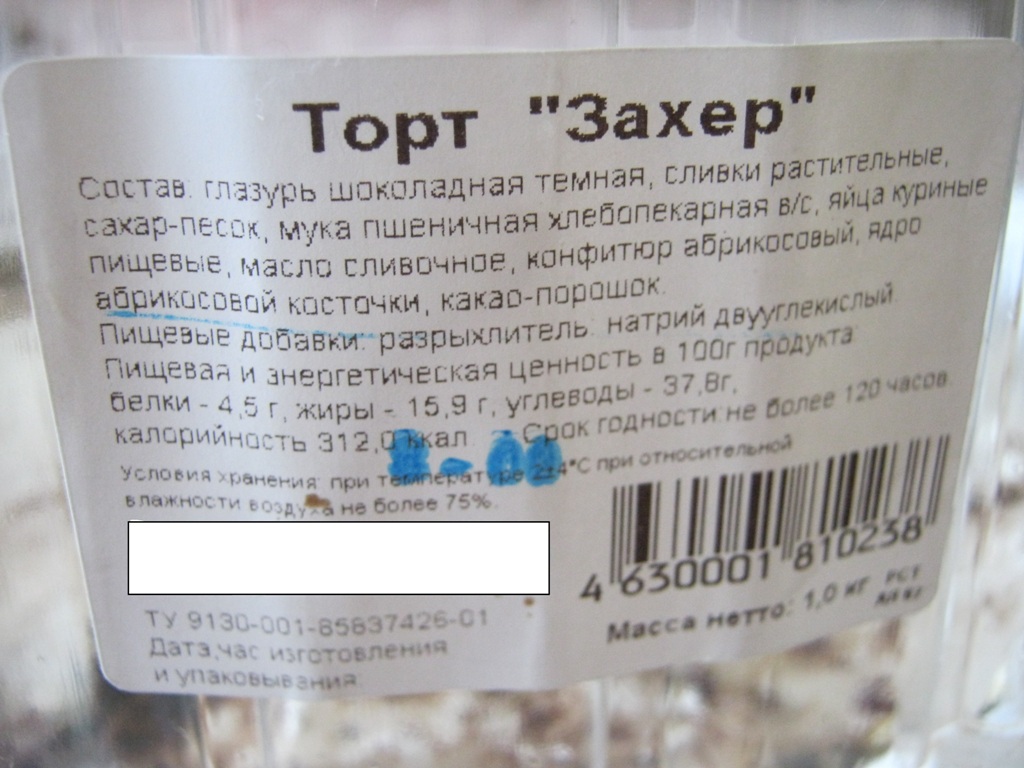 Торт "Захер"
Состав: глазурь шоколадная темная, сливки растительные,
сахар-песок, мука пшеничная хлебопекарная в/с, яйца куриные
пищевые, масло сливочное, конфитюр абрикосовый, ядро
абрикосовой косточки, какао-порошок.
Пищевые добавки: разрыхлитель: натрий двууглекислый.
Пищевая и энергетическая ценность в 100г продукта:
белки - 4,5 г, жиры - 15,9 г, углеводы - 37,8г,
калорийность 312,0 ккал. Срок годности: не более 120 часов.
Условия хранения: при температуре 2±4°С при относительной
влажности воздуха не более 75%.
4 630001 810238
Масса нетто: 1,0 кг РСТ
ТУ 9130-001-85837426-01
Дата,час изготовления
и упаковывания: